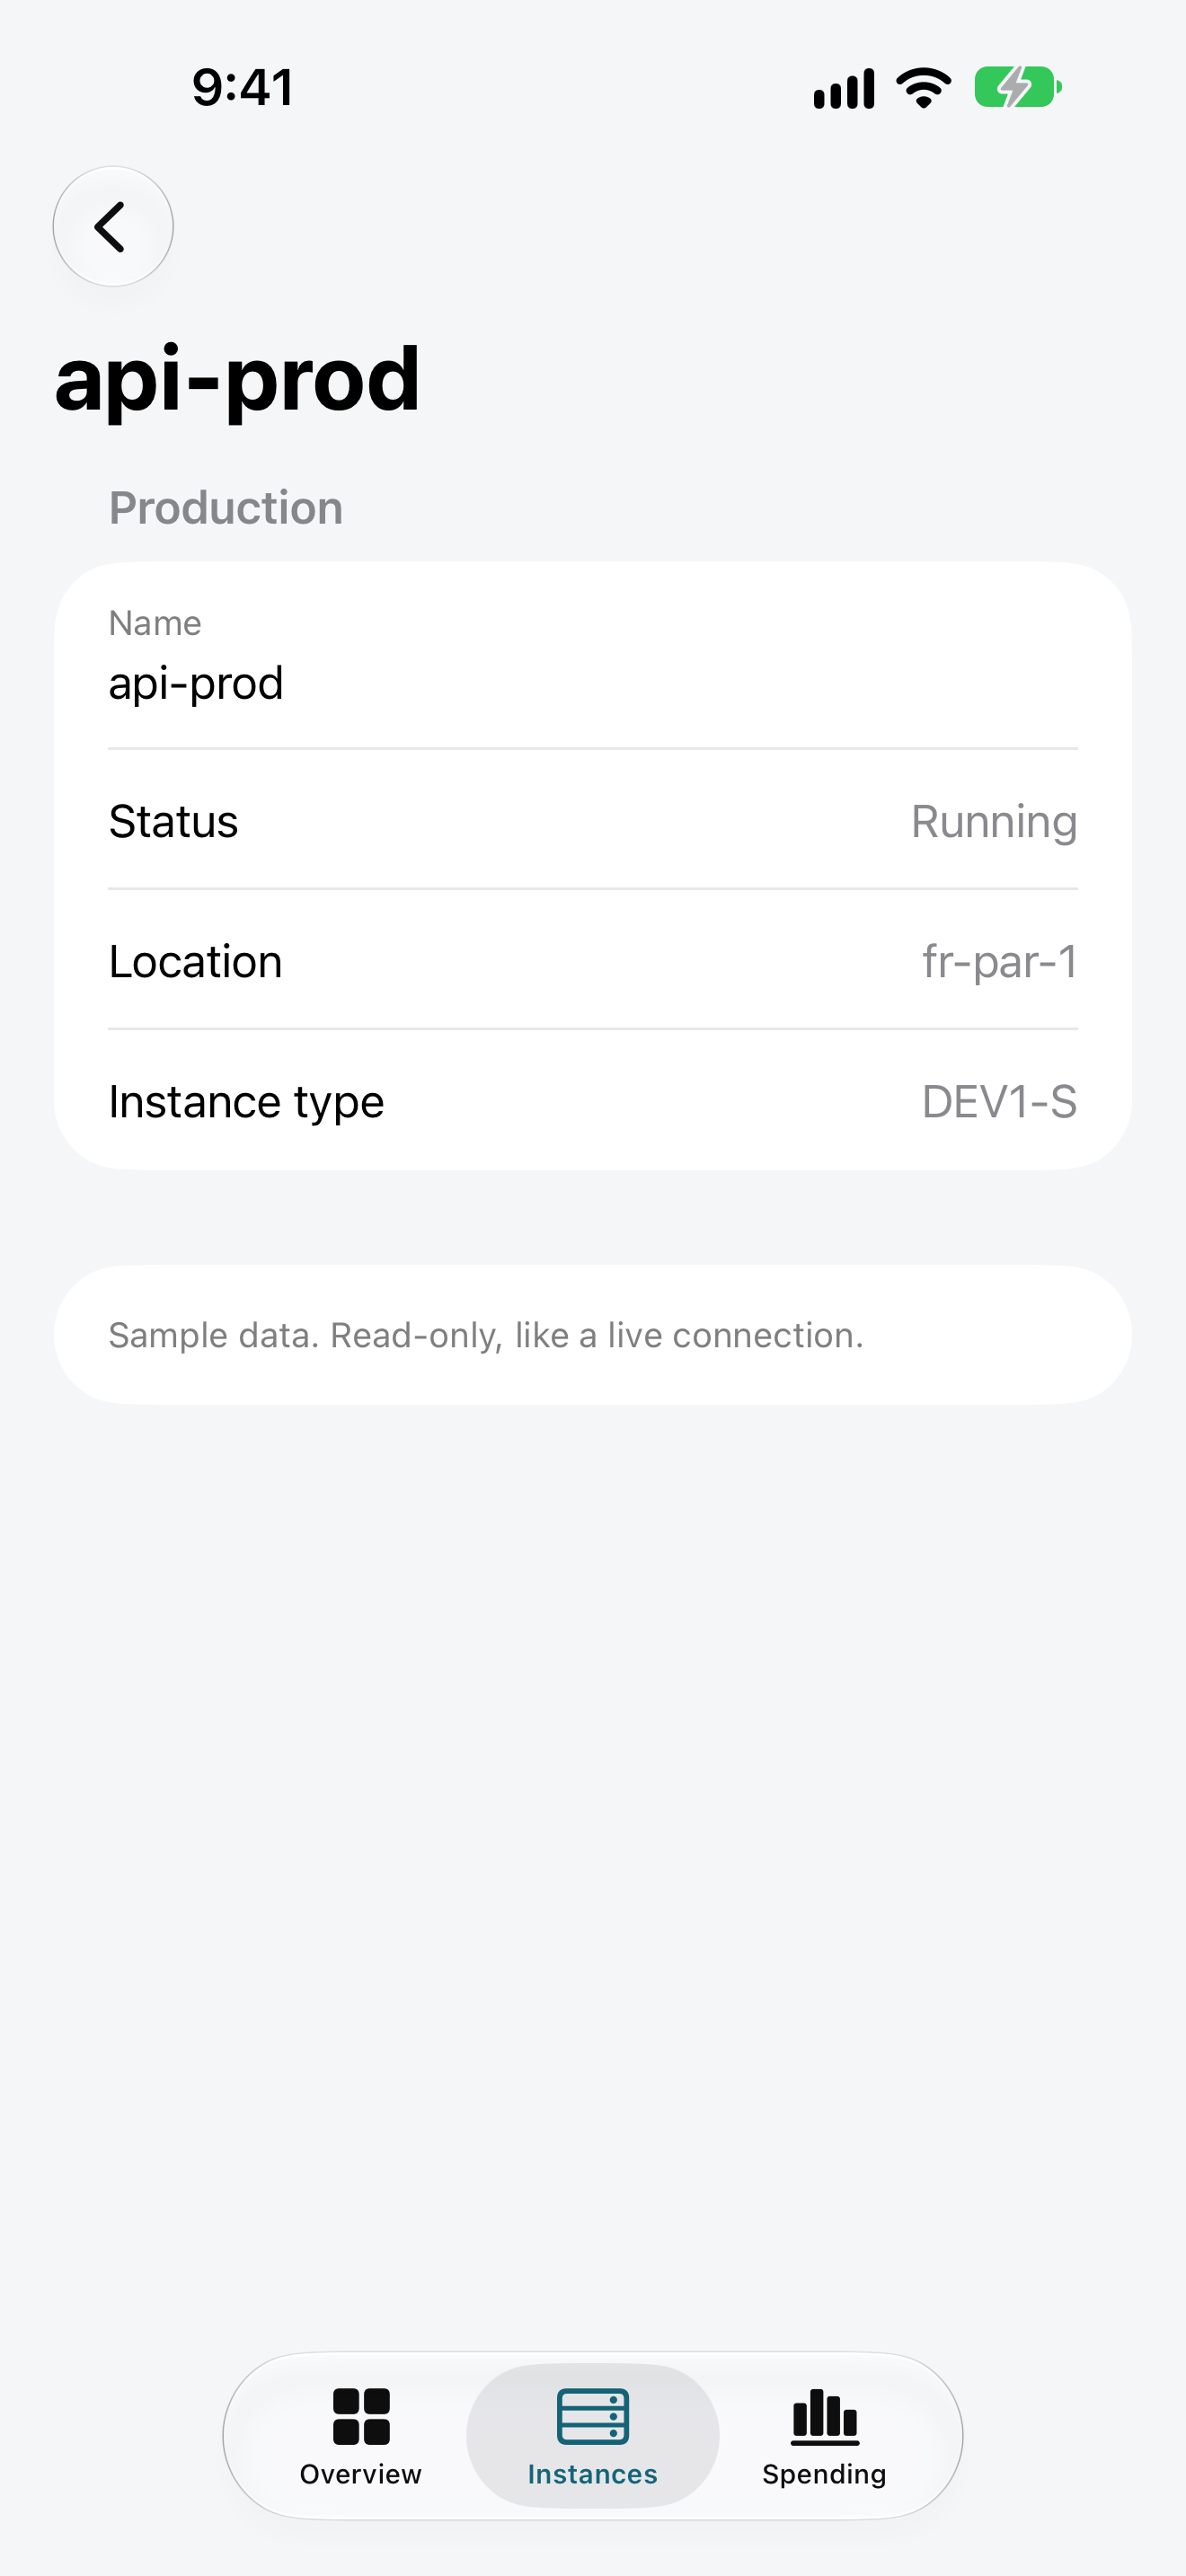 9:41
api-prod
Production
Name
api-prod
Status Running
Location fr-par-1
Instance type DEV1-S
Sample data. Read-only, like a live connection.
Overview Instances Spending